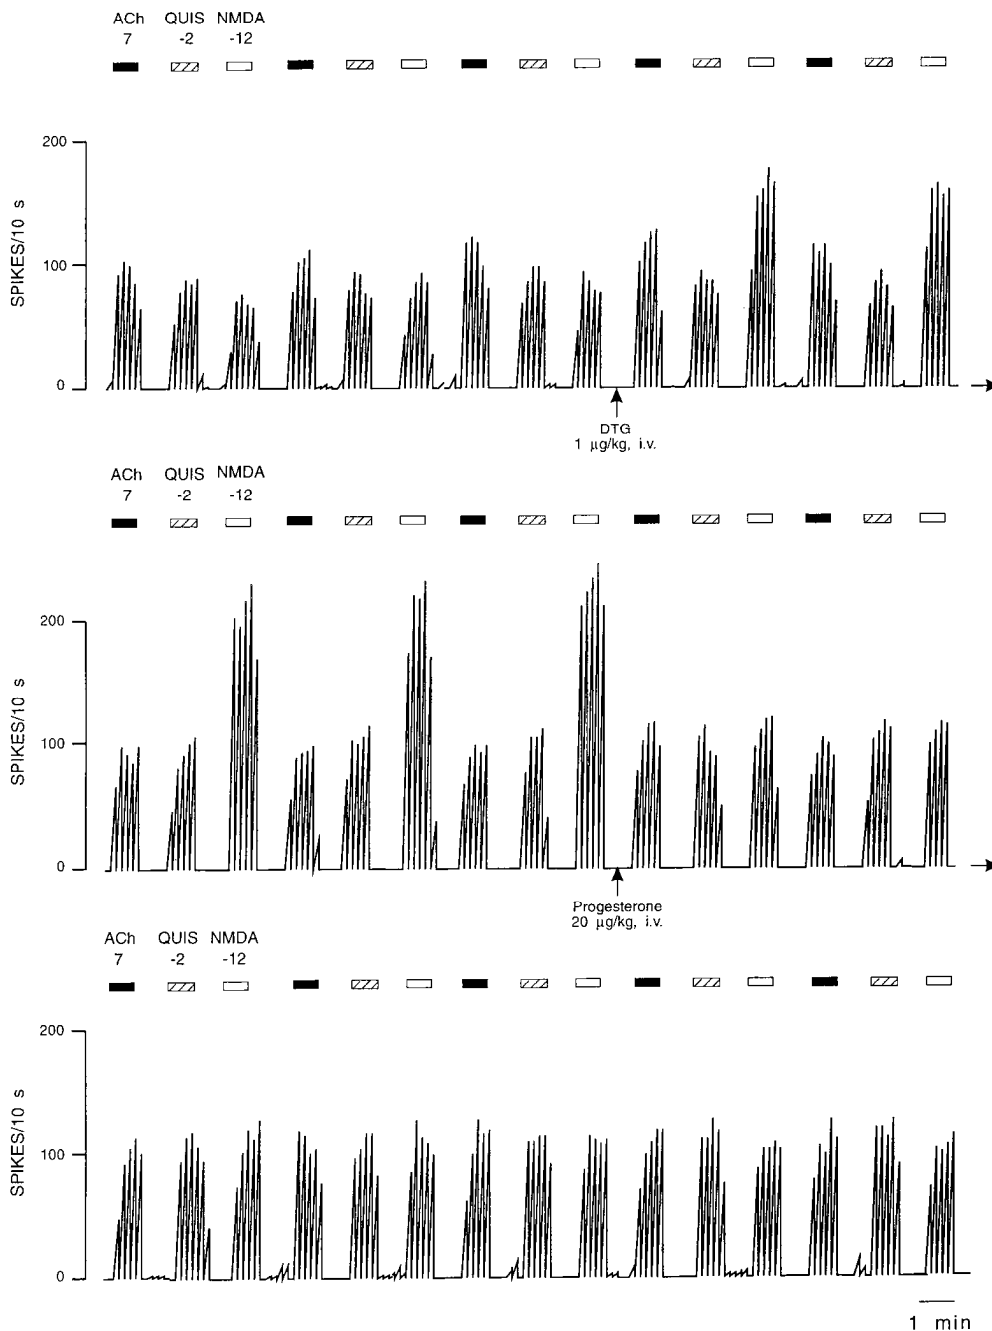 ACh QUIS NMDA
7 -2 -12
200
100
0
SPIKES/10 s
DTG
1 µg/kg, i.v.
ACh QUIS NMDA
7 -2 -12
200
100
0
SPIKES/10 s
Progesterone
20 µg/kg, i.v.
ACh QUIS NMDA
7 -2 -12
200
100
0
SPIKES/10 s
1 min